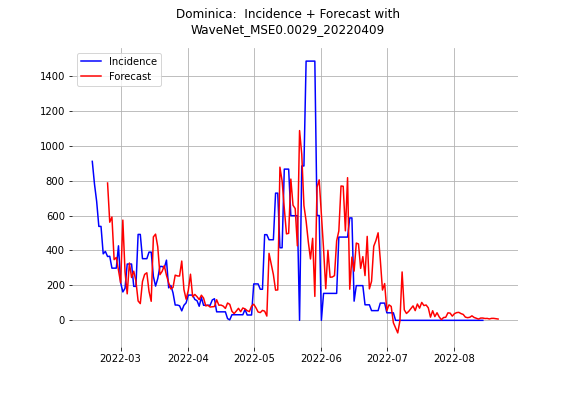 Dominica:  Incidence + Forecast with
WaveNet_MSE0.0029_20220409
Incidence
Forecast
1400
1200
1000
800
600
400
200
0
2022-03 2022-04 2022-05 2022-06 2022-07 2022-08